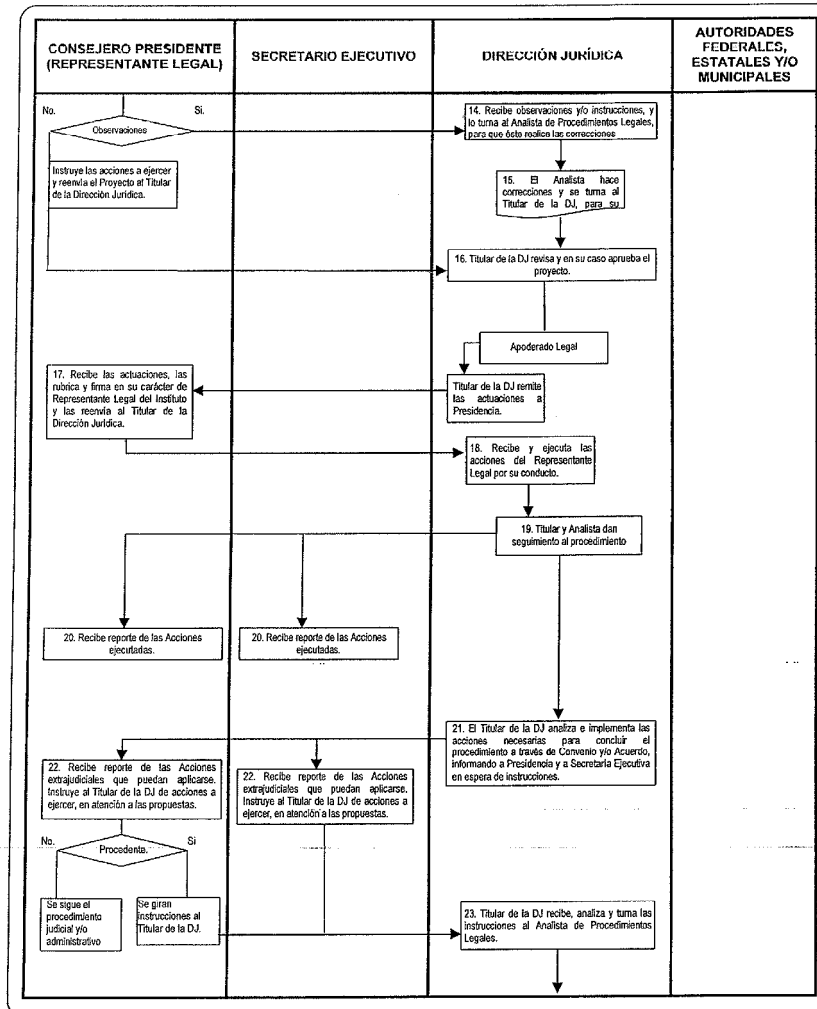 CONSEJERO PRESIDENTE
(REPRESENTANTE LEGAL)
SECRETARIO EJECUTIVO
DIRECCIÓN JURÍDICA
AUTORIDADES
FEDERALES,
ESTATALES Y/O
MUNICIPALES
No.
Si.
Observaciones
14. Recibe observaciones y/o instrucciones, y
lo turna al Analista de Procedimientos Legales,
para que éste realice las correcciones
Instruye las acciones a ejercer
y reenvía el Proyecto al Titular
de la Dirección Jurídica.
15. El Analista hace
correcciones y se turna al
Titular de la DJ, para su
16. Titular de la DJ revisa y en su caso aprueba el
proyecto.
Apoderado Legal
17. Recibe las actuaciones, las
rubrica y firma en su carácter de
Representante Legal del Instituto
y las reenvía al Titular de la
Dirección Jurídica.
Titular de la DJ remite
las actuaciones a
Presidencia.
18. Recibe y ejecuta las
acciones del Representante
Legal por su conducto.
19. Titular y Analista dan
seguimiento al procedimiento
20. Recibe reporte de las Acciones
ejecutadas.
20. Recibe reporte de las Acciones
ejecutadas.
21. El Titular de la DJ analiza e implementa las
acciones necesarias para concluir el
procedimiento a través de Convenio y/o Acuerdo,
informando a Presidencia y a Secretaria Ejecutiva
en espera de instrucciones.
22. Recibe reporte de las Acciones
extrajudiciales que puedan aplicarse.
Instruye al Titular de la DJ de acciones a
ejercer, en atención a las propuestas.
22. Recibe reporte de las Acciones
extrajudiciales que puedan aplicarse.
Instruye al Titular de la DJ de acciones a
ejercer, en atención a las propuestas.
No.
Si
Procedente.
Se sigue el
procedimiento
judicial y/o
administrativo
Se giran
instrucciones al
Titular de la DJ.
23. Titular de la DJ recibe, analiza y turna las
instrucciones al Analista de Procedimientos
Legales.